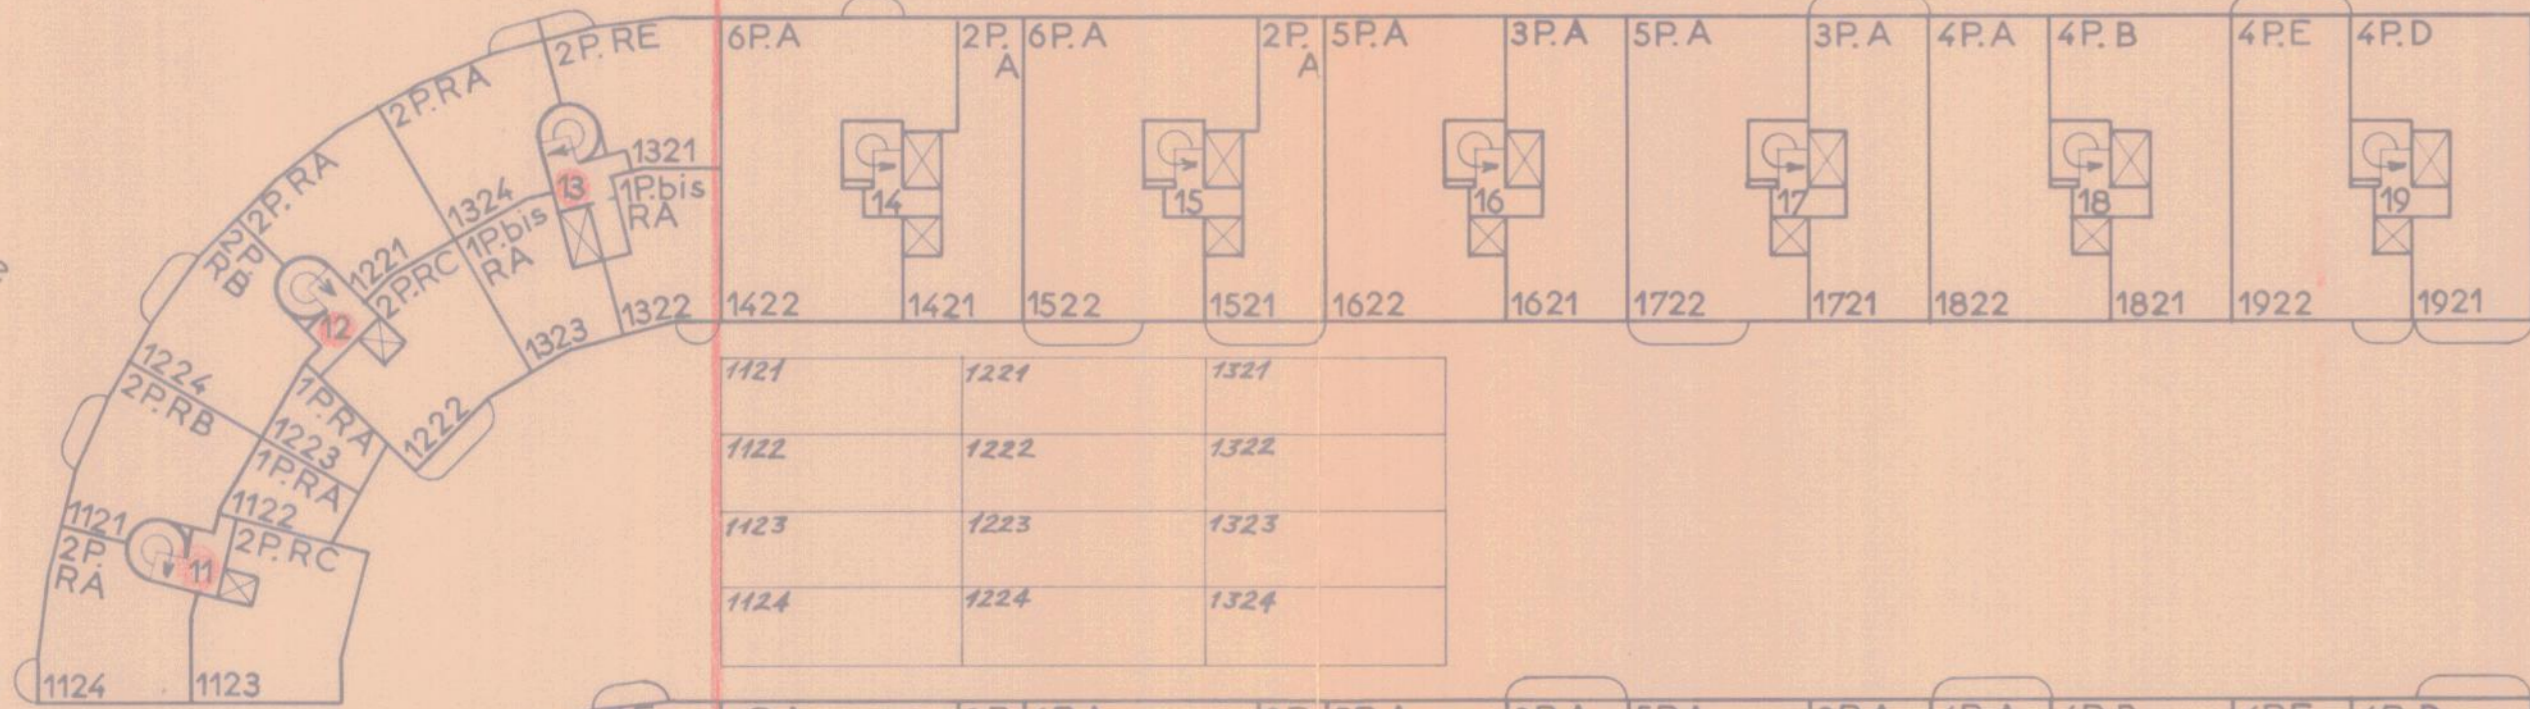 2P. RE
6P. A
2P.
A
6P. A
2P.
A
5P. A
3P. A
5P. A
3P. A
4P. A
4P. B
4P. E
4P. D
2P. RA
2P. RA
2P.
RB
1321
13
1P.bis
RA
1324
1P.bis
RA
1221
2P.RC
12
14
15
16
17
18
19
1322
1323
1422
1421
1522
1521
1622
1621
1722
1721
1822
1821
1922
1921
1224
2P.RB
1P.RA
1222
1223
1P.RA
1122
1121
2P.
RA
11
2P.RC
1124
1123
1121
1221
1321
1122
1222
1322
1123
1223
1323
1124
1224
1324